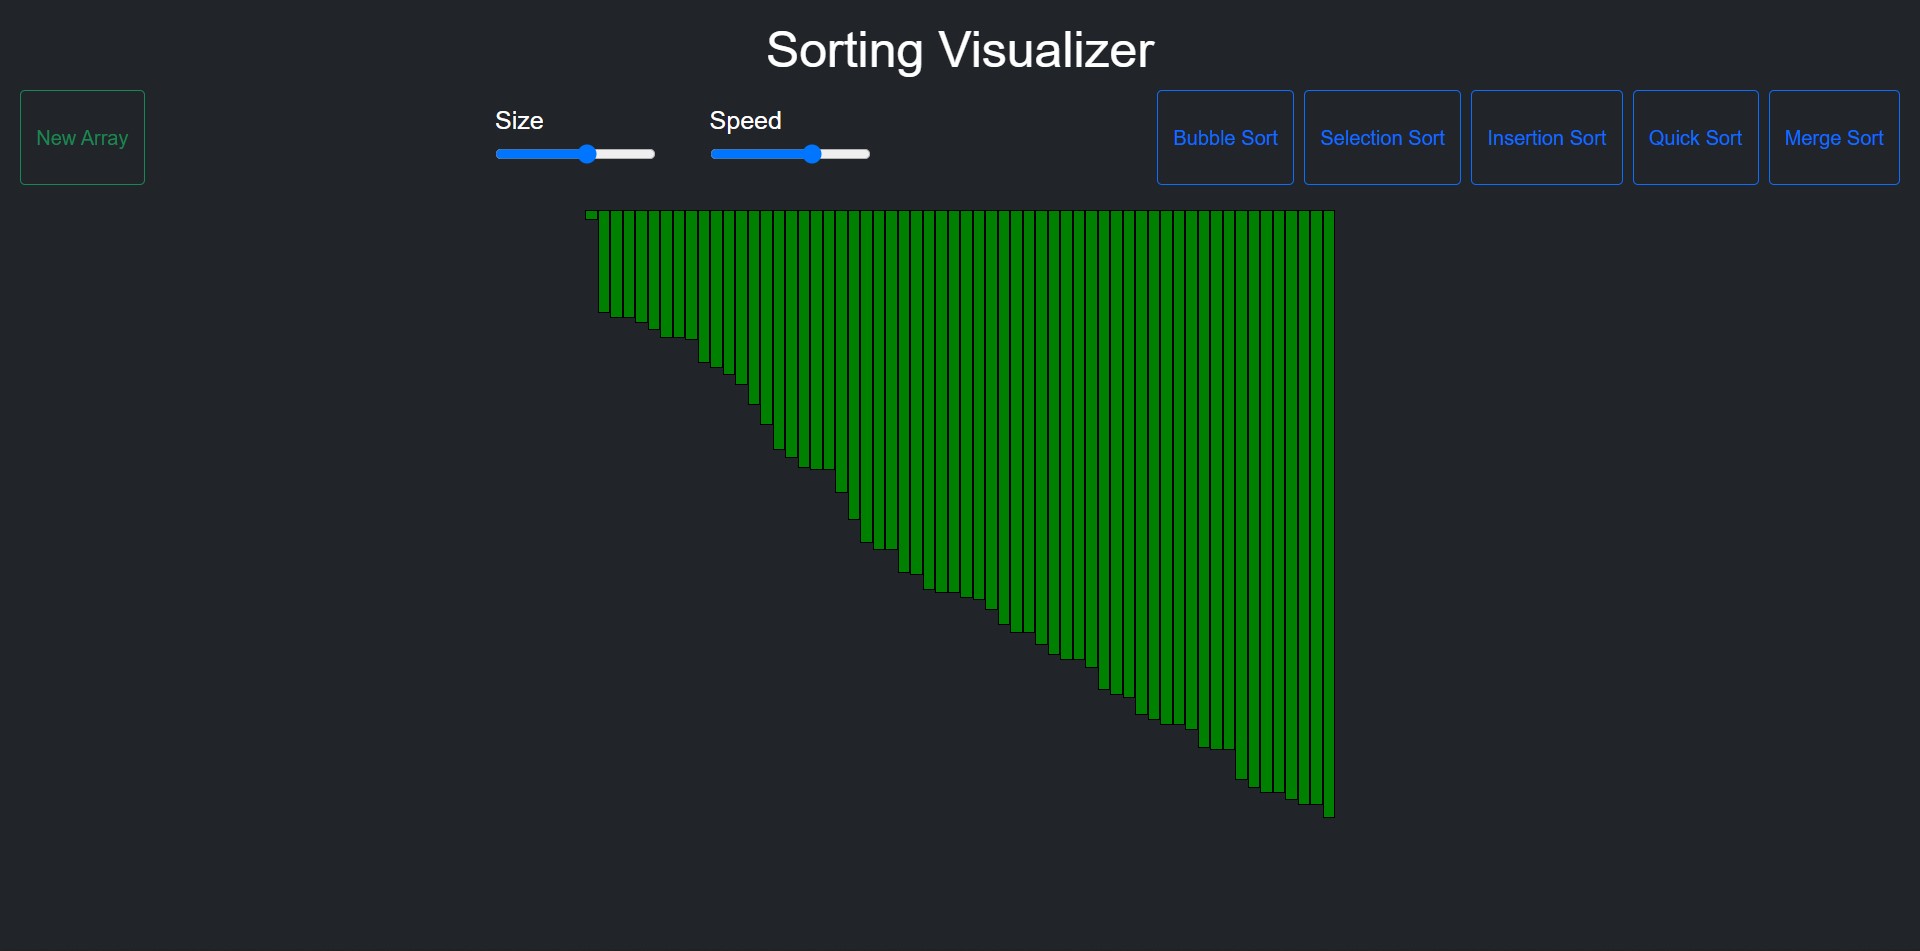 Sorting Visualizer
New Array
Size
Speed
Bubble Sort
Selection Sort
Insertion Sort
Quick Sort
Merge Sort